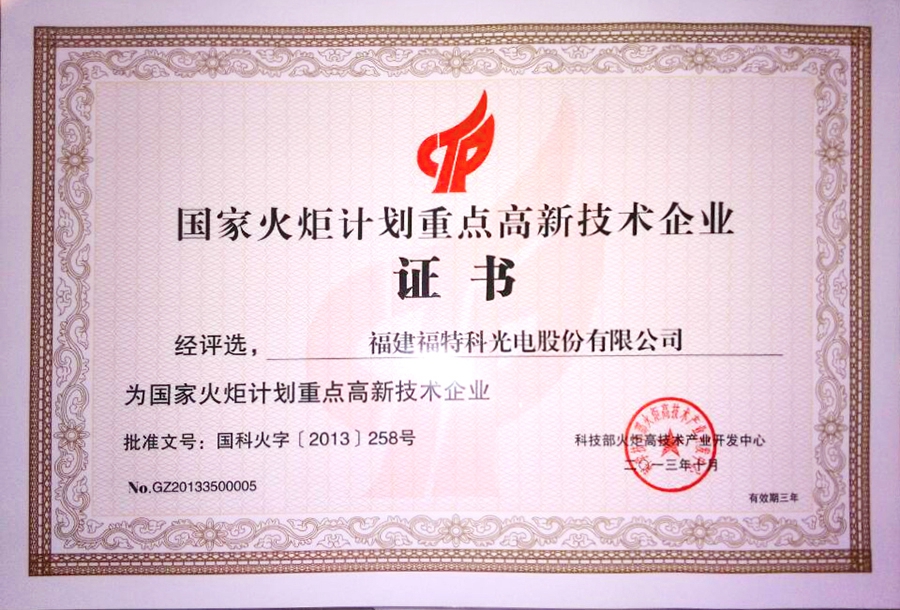 国家火炬计划重点高新技术企业
证书
经评选，福建福特科光电股份有限公司
为国家火炬计划重点高新技术企业
批准文号：国科火字〔2013〕258号
科技部火炬高技术产业开发中心
二〇一三年十月
No.GZ20133500005
有效期三年